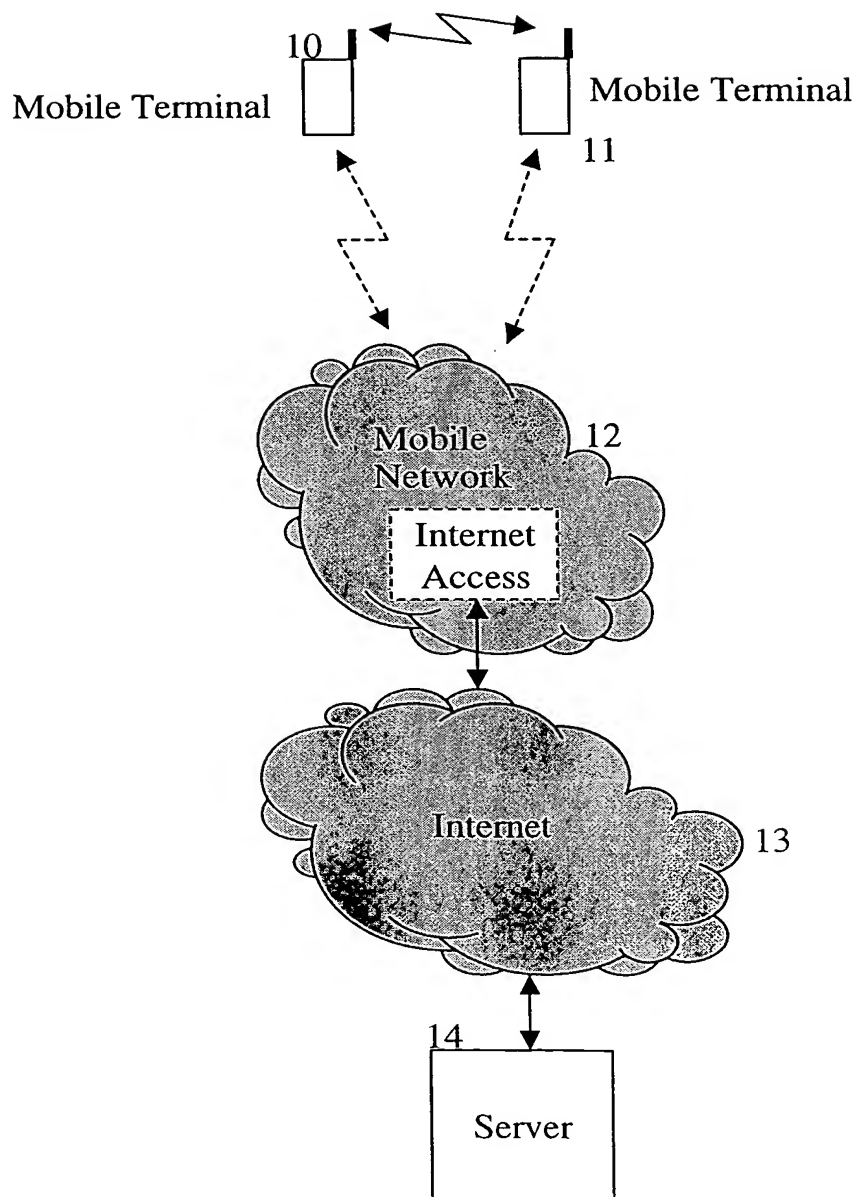 10
Mobile Terminal
Mobile Terminal
11
12
Mobile
Network
Internet
Access
Internet
13
14
Server